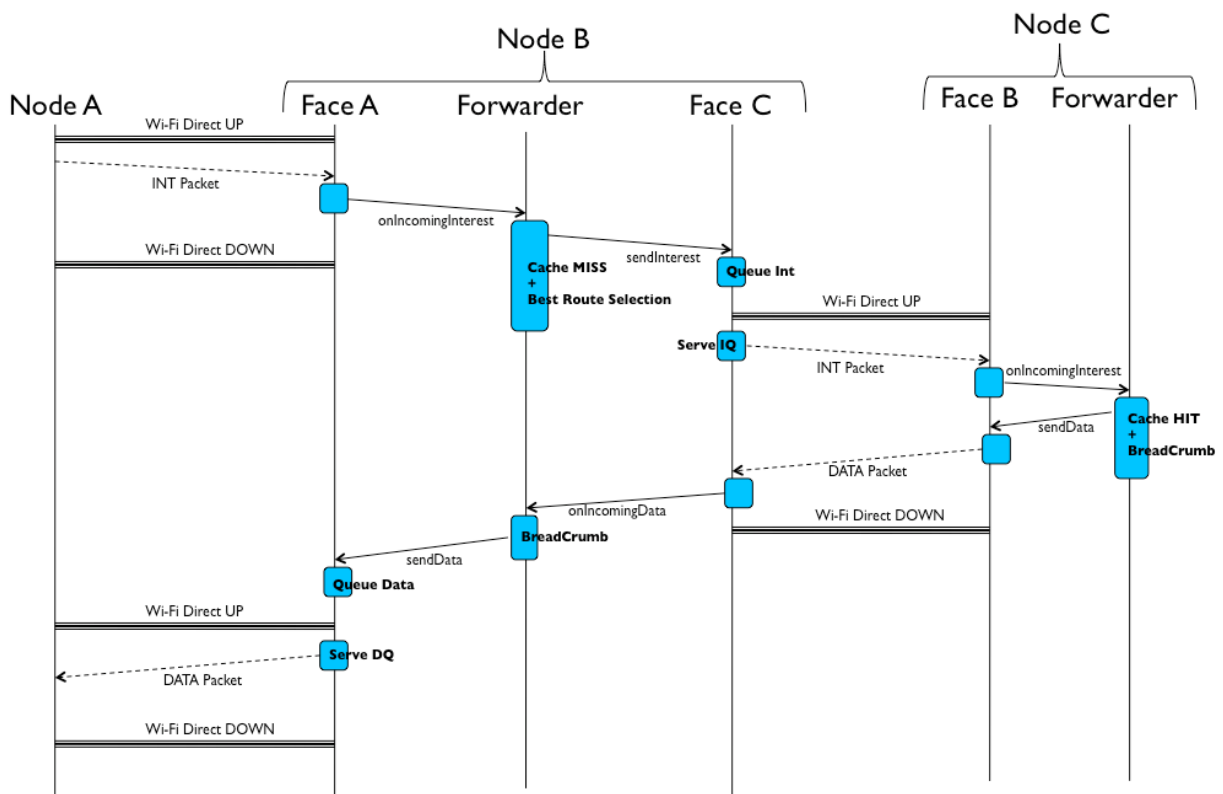 Node B
Node C
Node A
Face A
Forwarder
Face C
Face B
Forwarder
Wi-Fi Direct UP
INT Packet
onIncomingInterest
Wi-Fi Direct DOWN
sendInterest
Cache MISS
+
Best Route Selection
Queue Int
Wi-Fi Direct UP
Serve IQ
INT Packet
onIncomingInterest
Cache HIT
+
BreadCrumb
sendData
DATA Packet
onIncomingData
Wi-Fi Direct DOWN
BreadCrumb
sendData
Queue Data
Wi-Fi Direct UP
Serve DQ
DATA Packet
Wi-Fi Direct DOWN